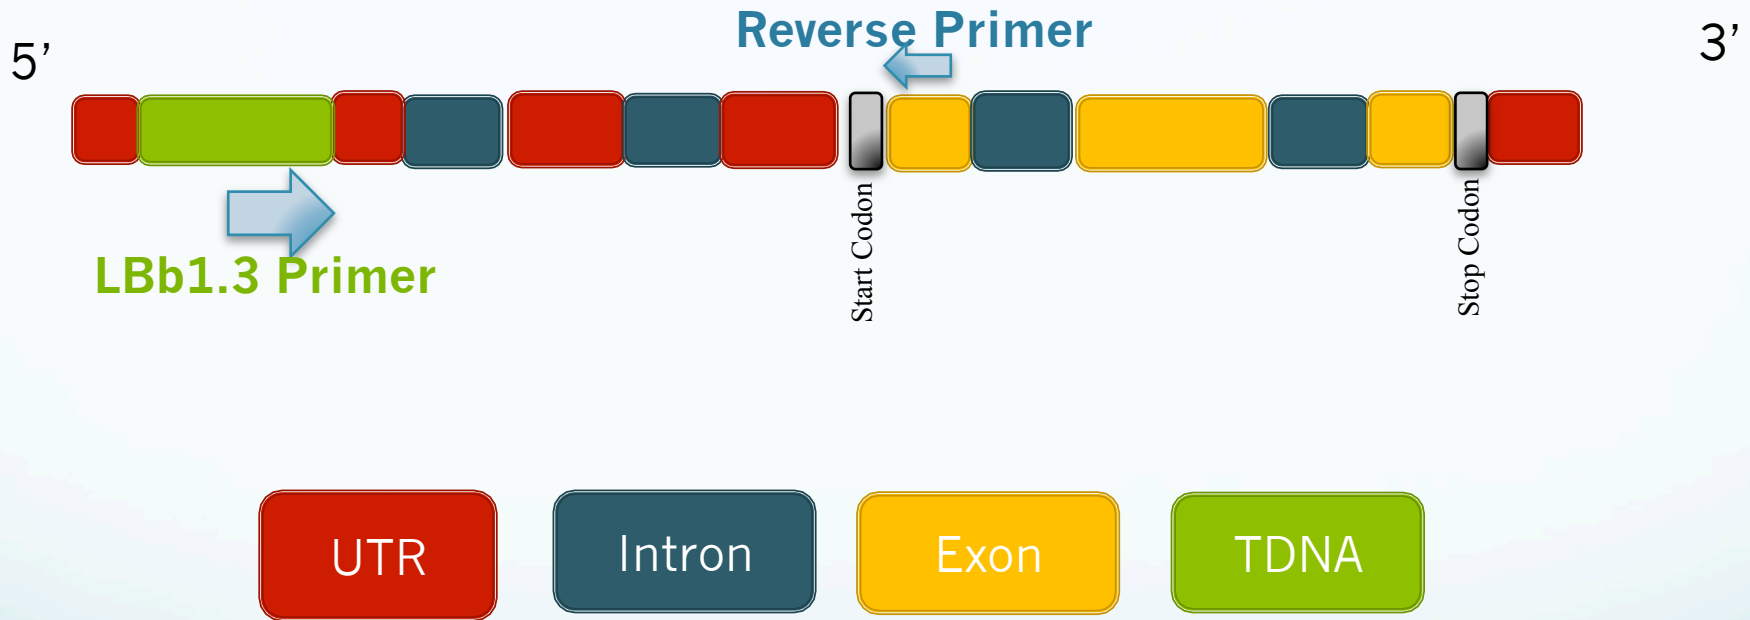 Reverse Primer
5’
3’
LBb1.3 Primer
Start Codon
Stop Codon
UTR
Intron
Exon
TDNA